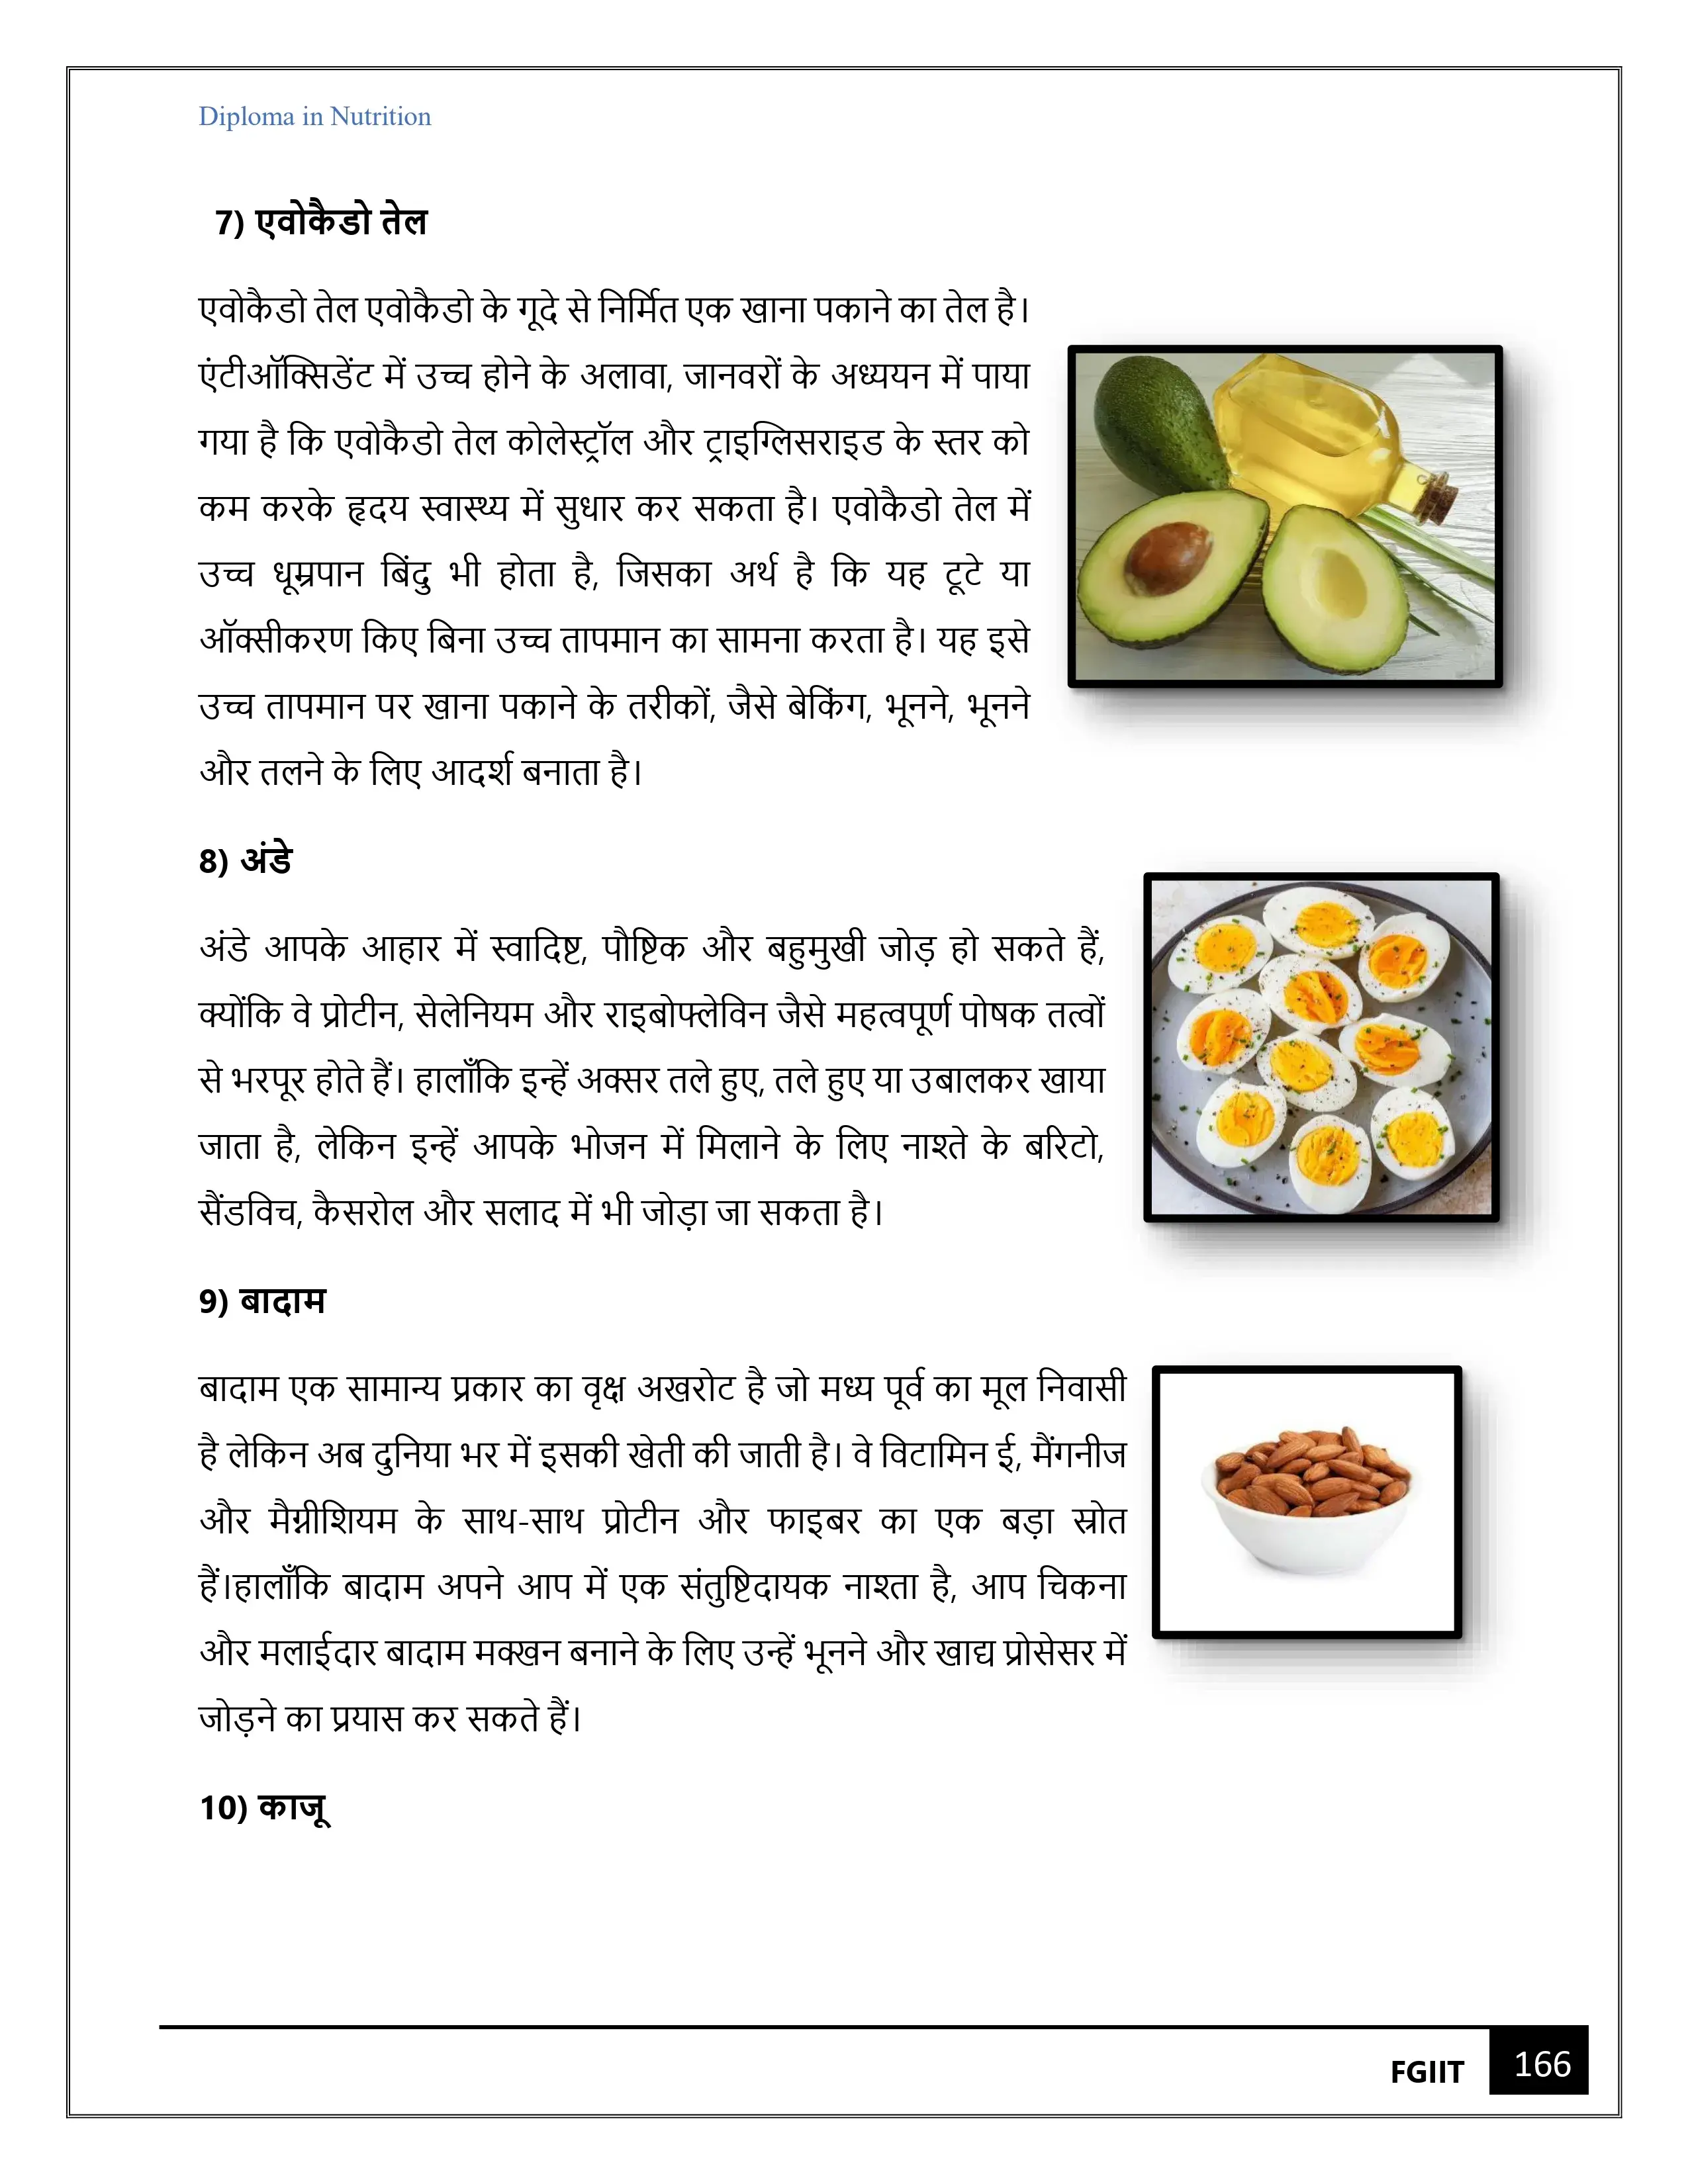 Diploma in Nutrition
7) एवोकैडो तेल
एवोकैडो तेल एवोकैडो के गूदे से निर्मित एक खाना पकाने का तेल है।
एंटीऑक्सिडेंट में उच्च होने के अलावा, जानवरों के अध्ययन में पाया
गया है कि एवोकैडो तेल कोलेस्ट्रॉल और ट्राइग्लिसराइड के स्तर को
कम करके हृदय स्वास्थ्य में सुधार कर सकता है। एवोकैडो तेल में
उच्च धूम्रपान बिंदु भी होता है, जिसका अर्थ है कि यह टूटे या
ऑक्सीकरण किए बिना उच्च तापमान का सामना करता है। यह इसे
उच्च तापमान पर खाना पकाने के तरीकों, जैसे बेकिंग, भूनने, भूनने
और तलने के लिए आदर्श बनाता है।
8) अंडे
अंडे आपके आहार में स्वादिष्ट, पौष्टिक और बहुमुखी जोड़ हो सकते हैं,
क्योंकि वे प्रोटीन, सेलेनियम और राइबोफ्लेविन जैसे महत्वपूर्ण पोषक तत्वों
से भरपूर होते हैं। हालाँकि इन्हें अक्सर तले हुए, तले हुए या उबालकर खाया
जाता है, लेकिन इन्हें आपके भोजन में मिलाने के लिए नाश्ते के बरिटो,
सैंडविच, कैसरोल और सलाद में भी जोड़ा जा सकता है।
9) बादाम
बादाम एक सामान्य प्रकार का वृक्ष अखरोट है जो मध्य पूर्व का मूल निवासी
है लेकिन अब दुनिया भर में इसकी खेती की जाती है। वे विटामिन ई, मैंगनीज
और मैग्नीशियम के साथ-साथ प्रोटीन और फाइबर का एक बड़ा स्रोत
हैं।हालाँकि बादाम अपने आप में एक संतुष्टिदायक नाश्ता है, आप चिकना
और मलाईदार बादाम मक्खन बनाने के लिए उन्हें भूनने और खाद्य प्रोसेसर में
जोड़ने का प्रयास कर सकते हैं।
10) काजू
FGIIT 166